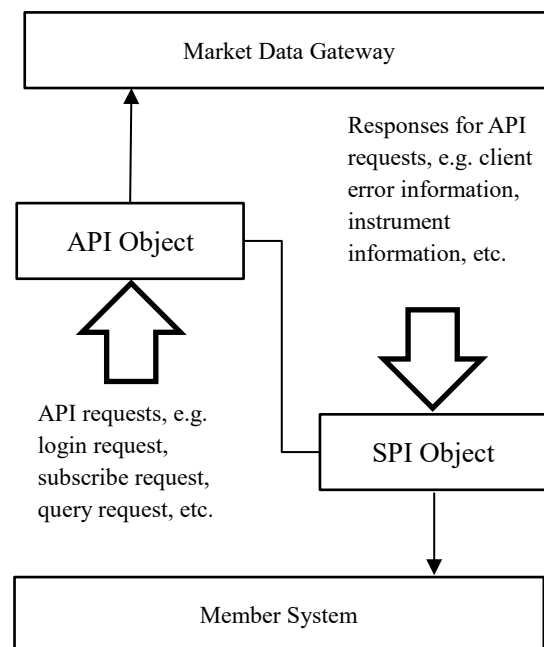 Market Data Gateway
Responses for API
requests, e.g. client
error information,
instrument
information, etc.
API Object
API requests, e.g.
login request,
subscribe request,
query request, etc.
SPI Object
Member System